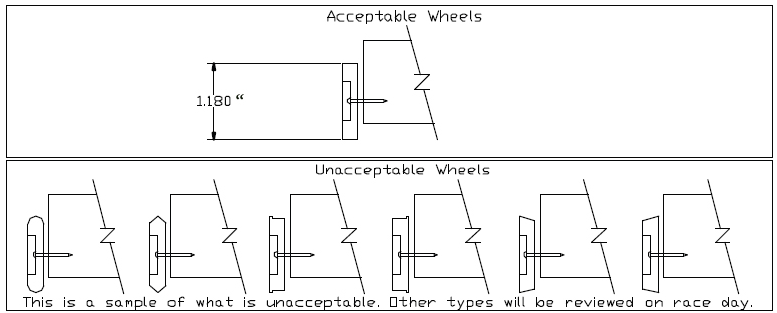 Acceptable Wheels
1.180 “
Unacceptable Wheels
This is a sample of what is unacceptable. Other types will be reviewed on race day.